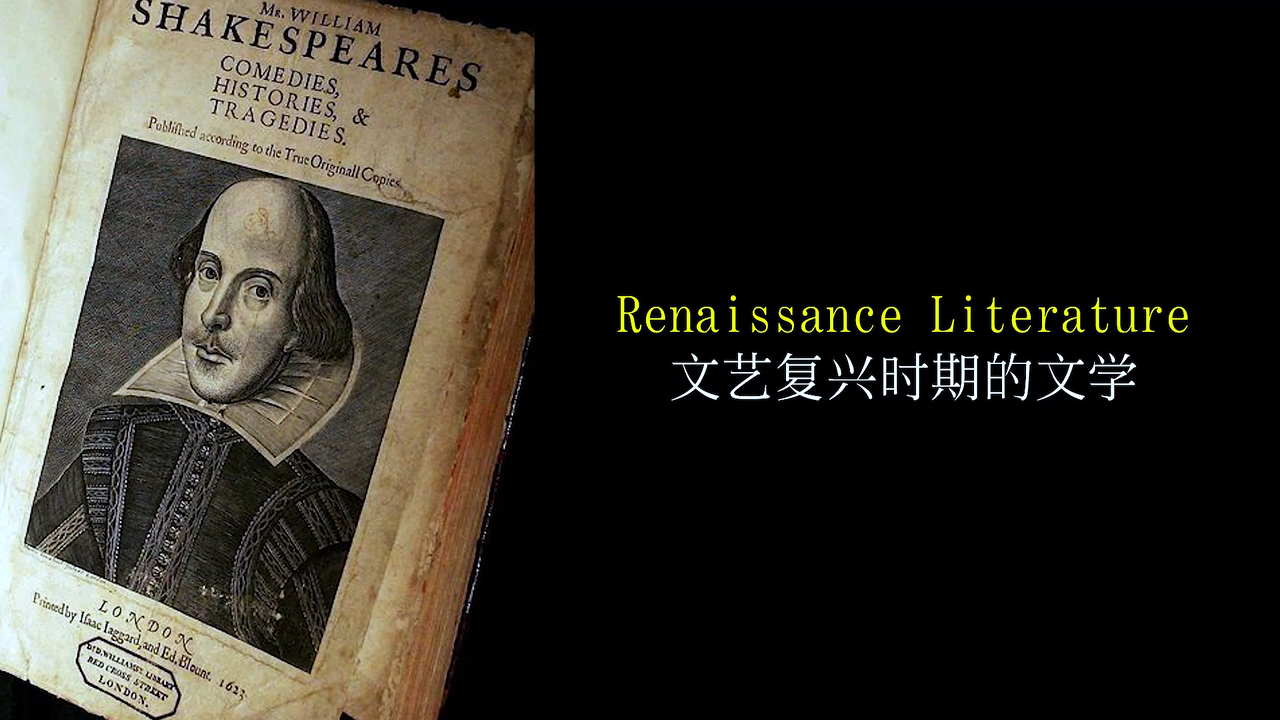 Mr. WILLIAM
SHAKESPEARES
COMEDIES,
HISTORIES, &
TRAGEDIES.
Publiſhed according to the True Originall Copies.
LONDON
Printed by Iſaac Iaggard, and Ed. Blount. 1623.
DR.D.WILLIAMS'S LIBRARY
RED CROSS STREET
LONDON.
Renaissance Literature
文艺复兴时期的文学